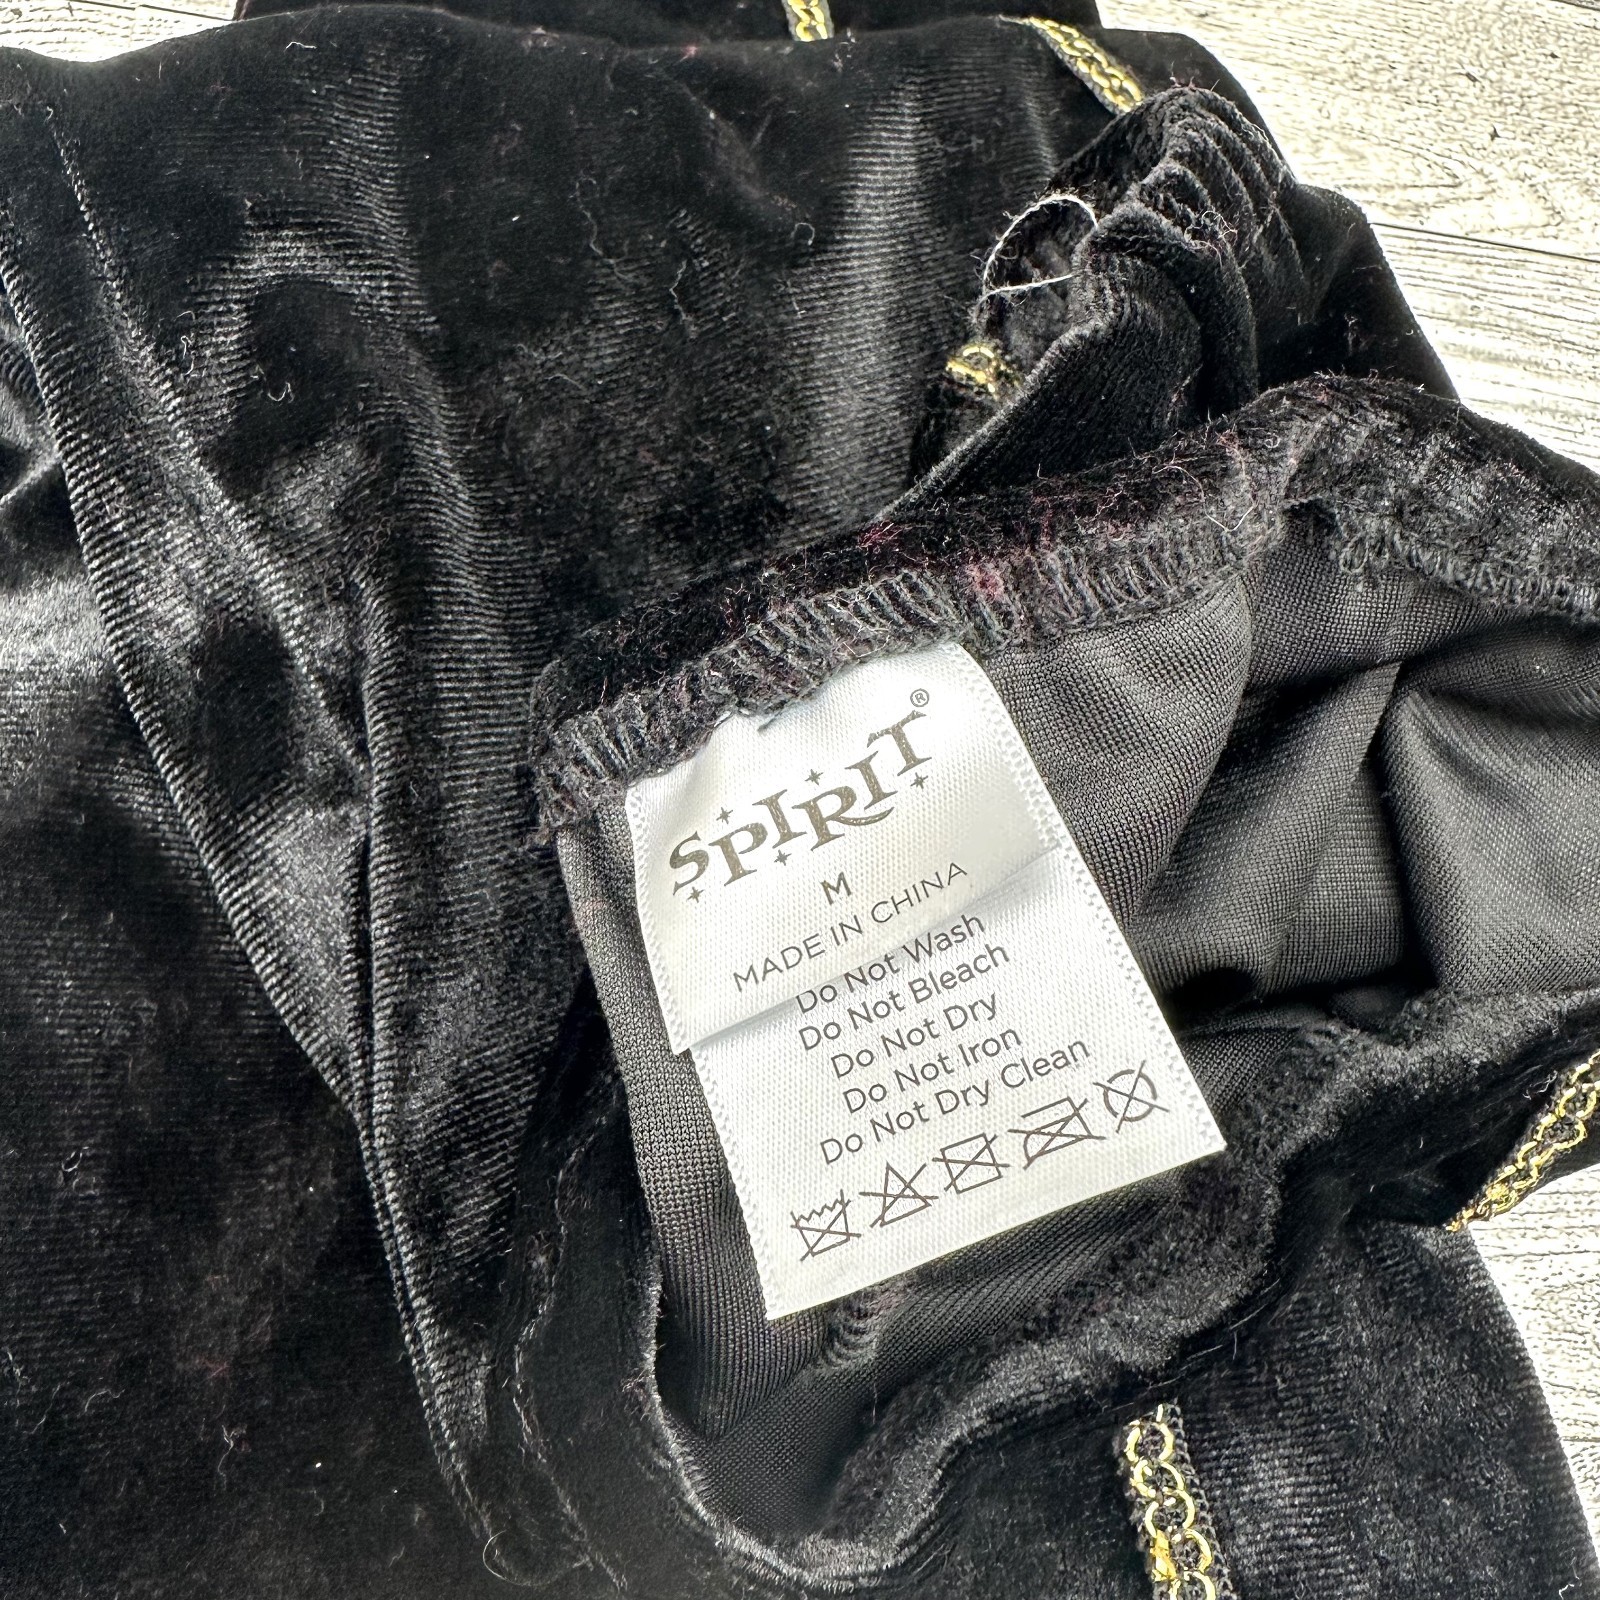 SPIRIT®
M
MADE IN CHINA
Do Not Wash
Do Not Bleach
Do Not Dry
Do Not Iron
Do Not Dry Clean